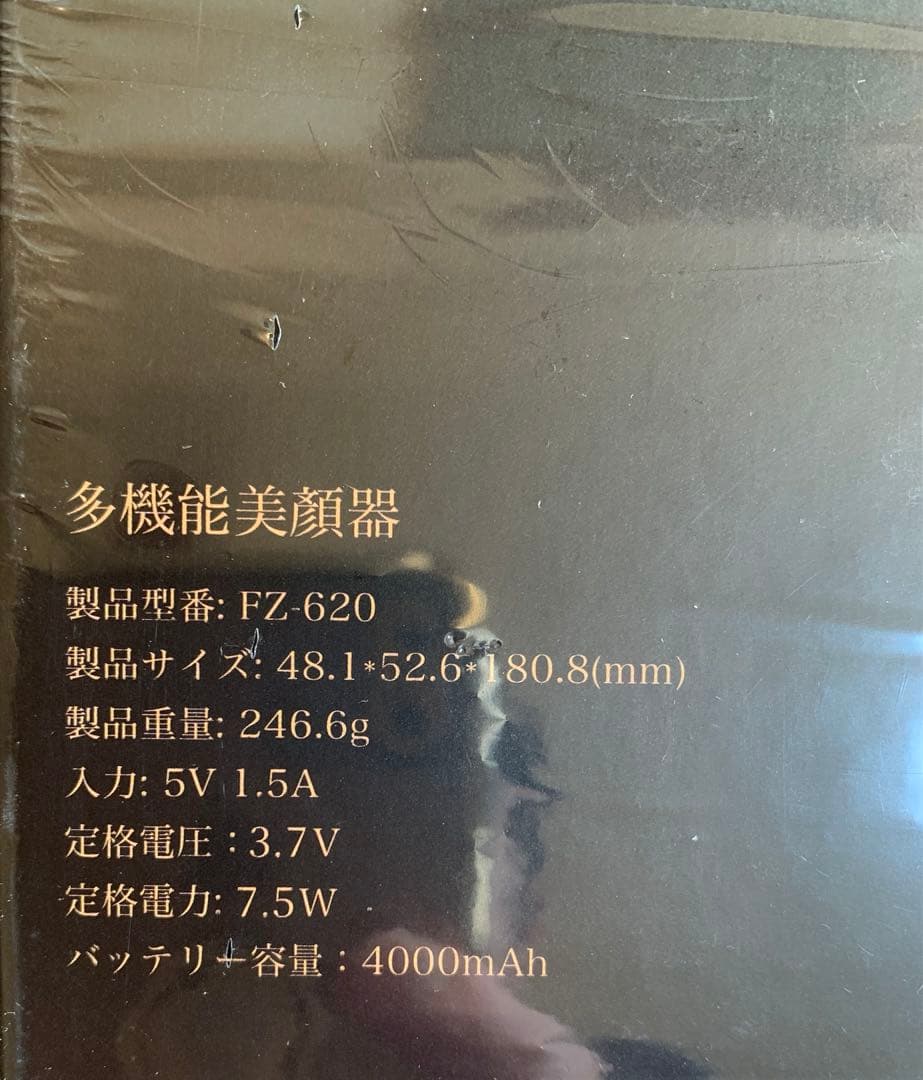 多機能美顔器
製品型番: FZ-620
製品サイズ: 48.1*52.6*180.8(mm)
製品重量: 246.6g
入力: 5V 1.5A
定格電圧：3.7V
定格電力: 7.5W
バッテリー容量：4000mAh